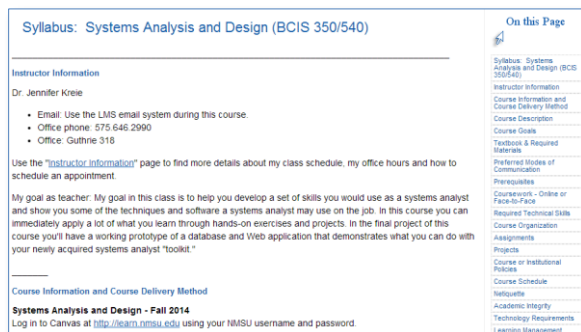 Syllabus: Systems Analysis and Design (BCIS 350/540)
Instructor Information
Dr. Jennifer Kreie
• Email: Use the LMS email system during this course.
• Office phone: 575.646.2990
• Office: Guthrie 318
Use the "Instructor Information" page to find more details about my class schedule, my office hours and how to
schedule an appointment.
My goal as teacher: My goal in this class is to help you develop a set of skills you would use as a systems analyst
and show you some of the techniques and software a systems analyst may use on the job. In this course you can
immediately apply a lot of what you learn through hands-on exercises and projects. In the final project of this
course you'll have a working prototype of a database and Web application that demonstrates what you can do with
your newly acquired systems analyst "toolkit."
Course Information and Course Delivery Method
Systems Analysis and Design - Fall 2014
Log in to Canvas at http://learn.nmsu.edu using your NMSU username and password.
On this Page
Syllabus: Systems
Analysis and Design (BCIS
350/540)
Instructor Information
Course Information and
Course Delivery Method
Course Description
Course Goals
Textbook & Required
Materials
Preferred Modes of
Communication
Prerequisites
Coursework - Online or
Face-to-Face
Required Technical Skills
Course Organization
Assignments
Projects
Course or Institutional
Policies
Course Schedule
Netiquette
Academic Integrity
Technology Requirements
Learning Management